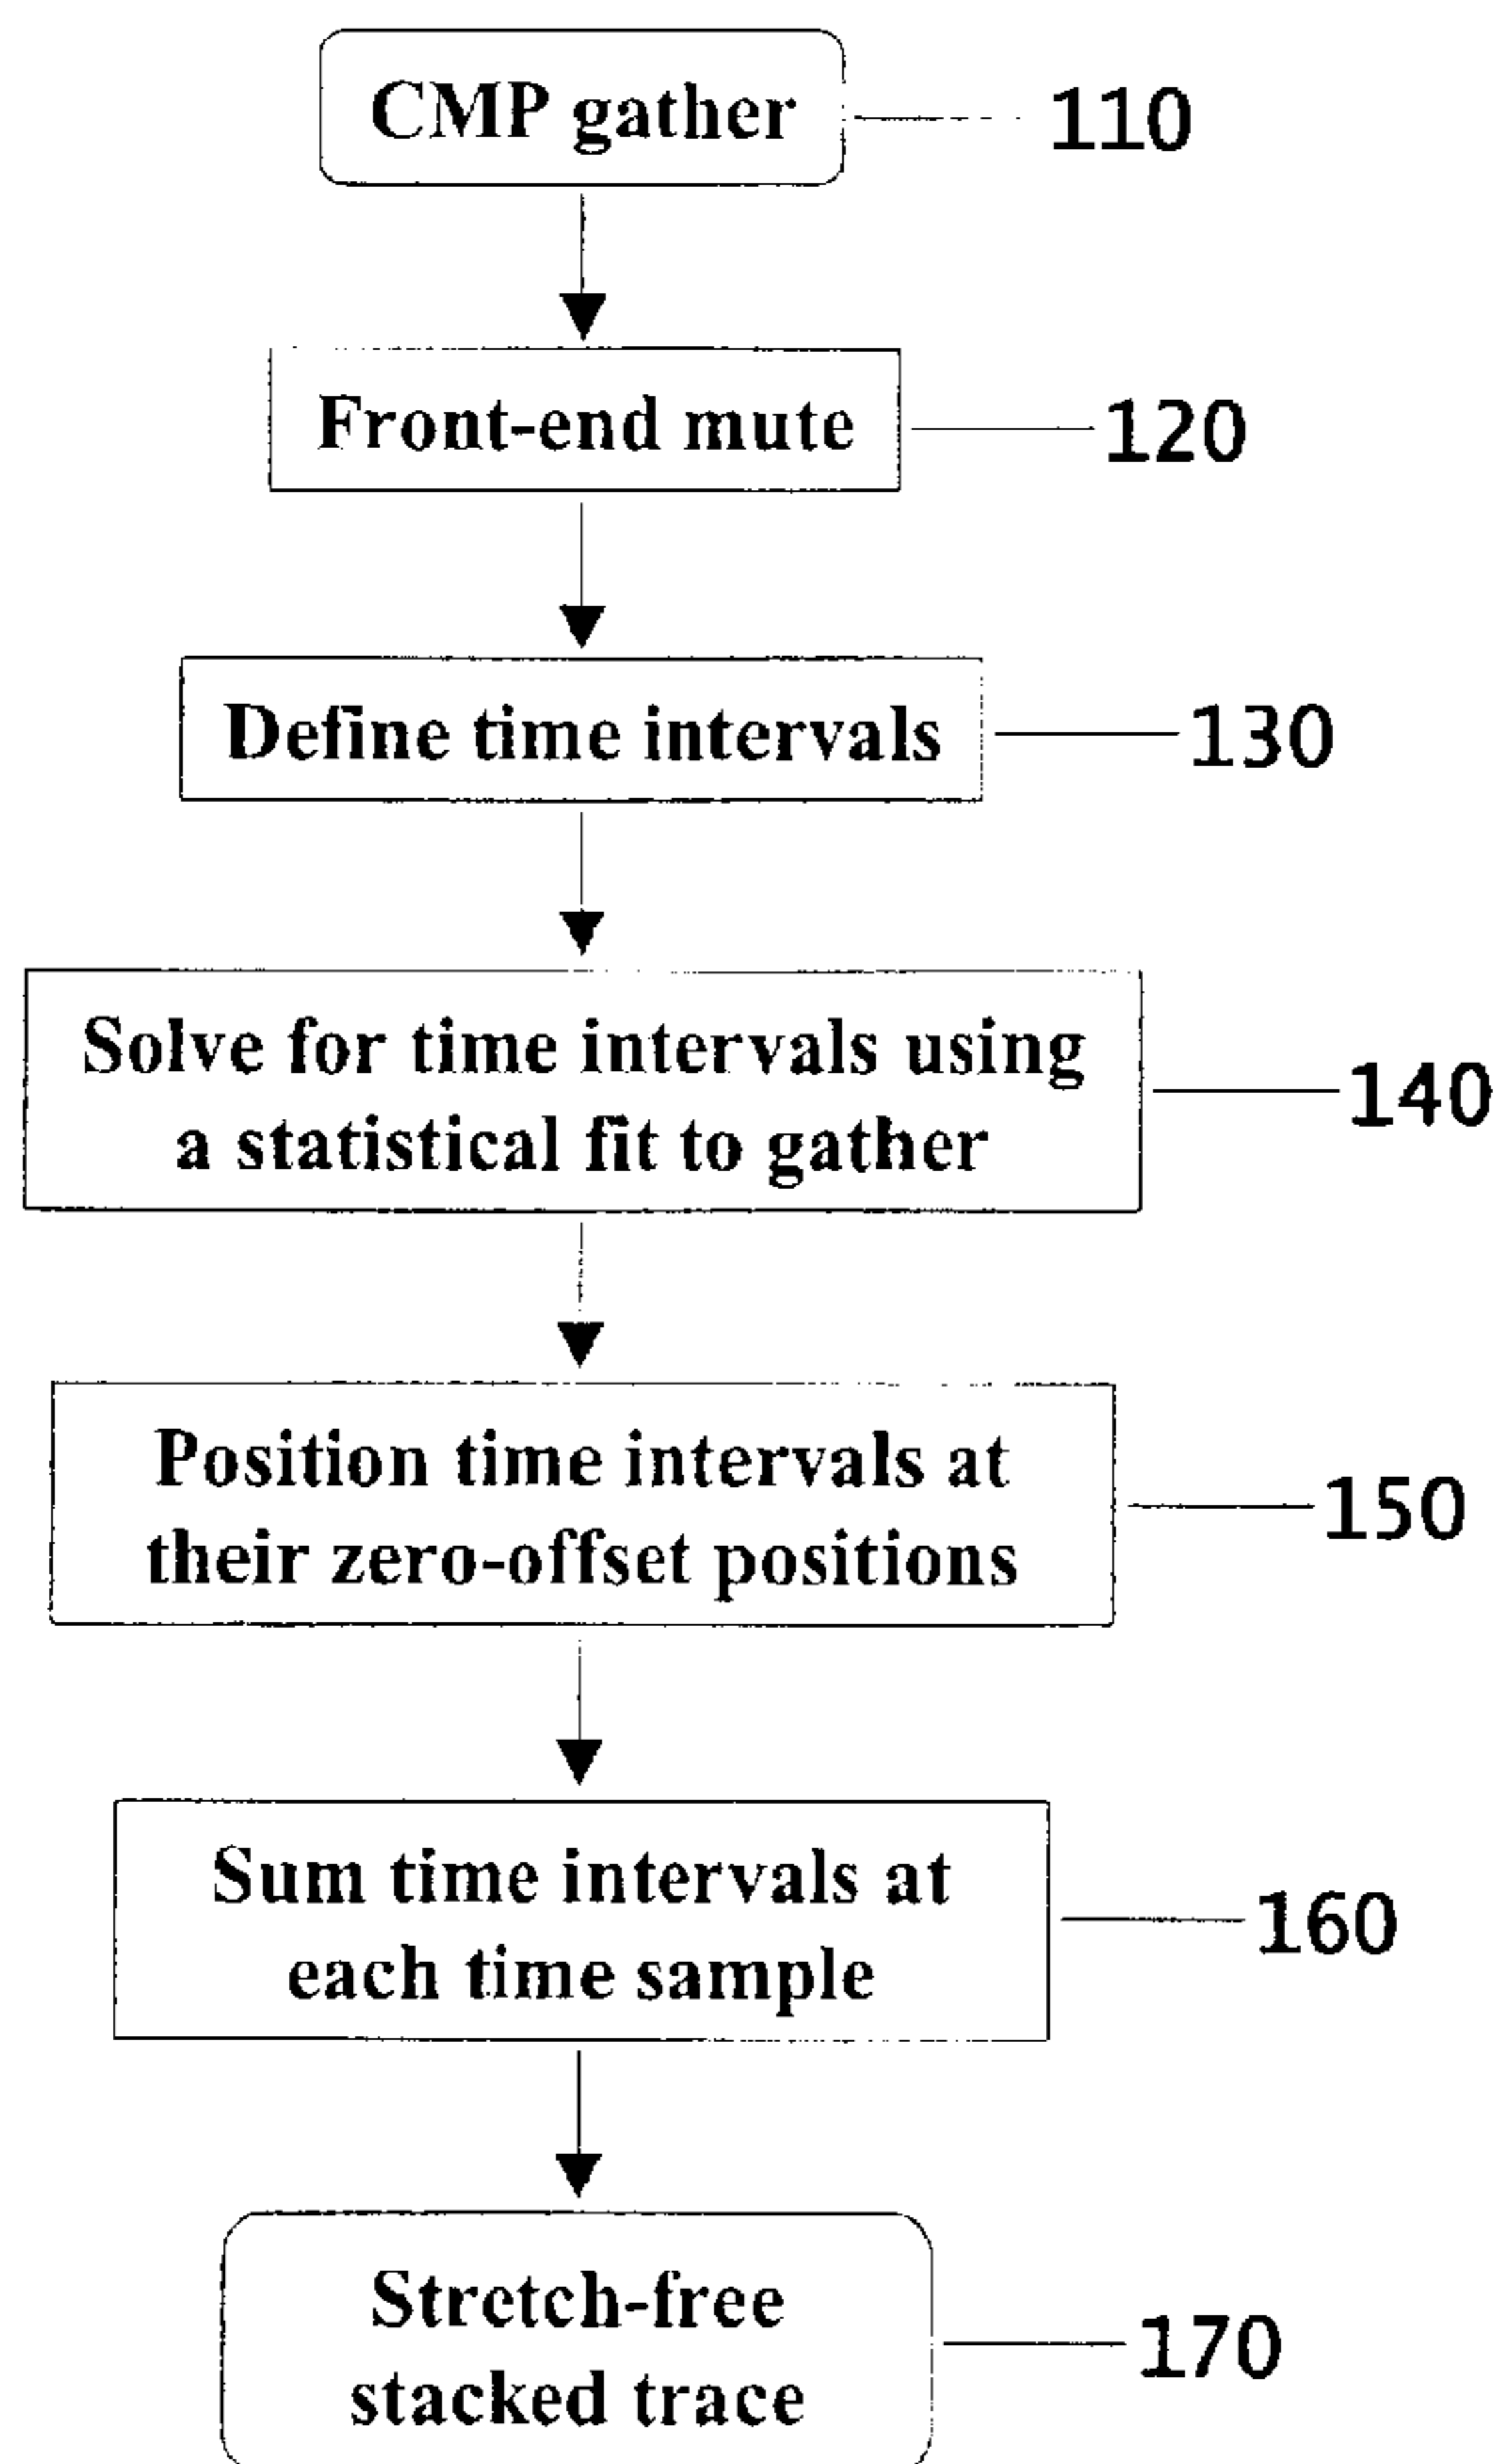 CMP gather
110
Front-end mute
120
Define time intervals
130
Solve for time intervals using
a statistical fit to gather
140
Position time intervals at
their zero-offset positions
150
Sum time intervals at
each time sample
160
Stretch-free
stacked trace
170